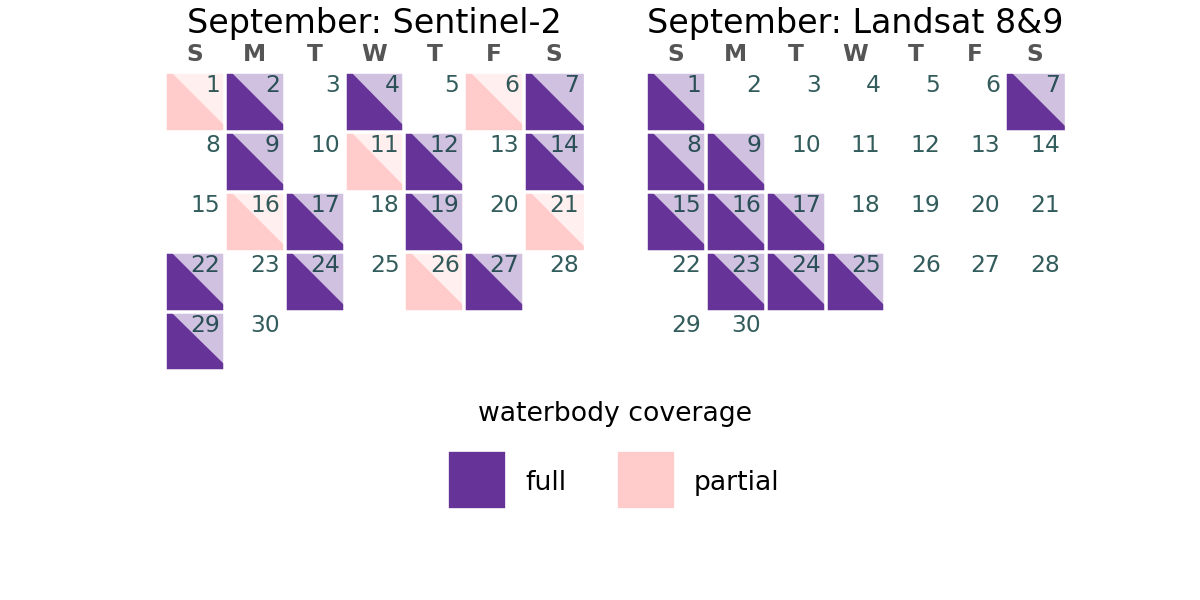 September: Sentinel-2
S M T W T F S
1 2 3 4 5 6 7
8 9 10 11 12 13 14
15 16 17 18 19 20 21
22 23 24 25 26 27 28
29 30
September: Landsat 8&9
S M T W T F S
1 2 3 4 5 6 7
8 9 10 11 12 13 14
15 16 17 18 19 20 21
22 23 24 25 26 27 28
29 30
waterbody coverage
full partial